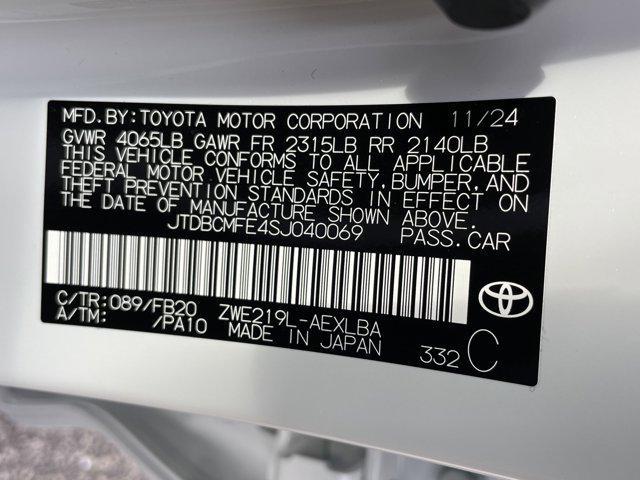 MFD.BY:TOYOTA MOTOR CORPORATION 11/24
GVWR 4065LB GAWR FR 2315LB RR 2140LB
THIS VEHICLE CONFORMS TO ALL APPLICABLE
FEDERAL MOTOR VEHICLE SAFETY,BUMPER,AND
THEFT PREVENTION STANDARDS IN EFFECT ON
THE DATE OF MANUFACTURE SHOWN ABOVE.
JTDBCMFE4SJ040069 PASS.CAR
C/TR:089/FB20 ZWE219L-AEXLBA
A/TM: /PA10 MADE IN JAPAN 332 C